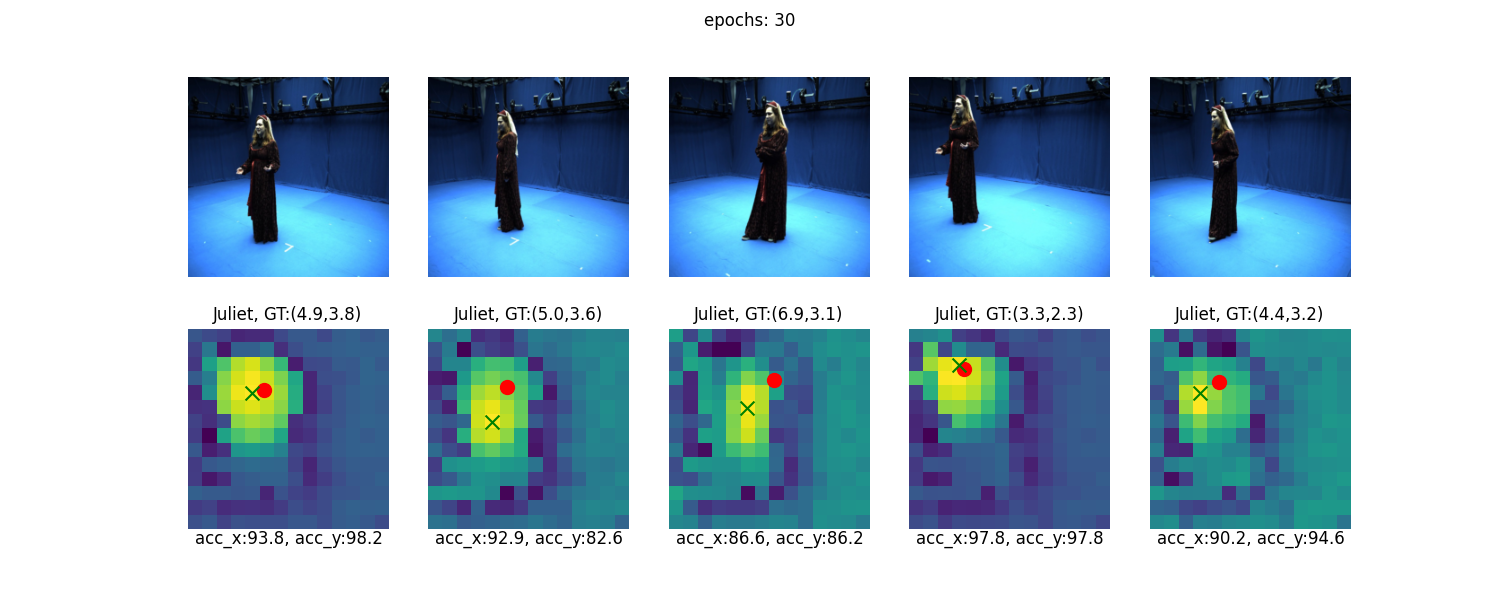 epochs: 30
Juliet, GT:(4.9,3.8)
Juliet, GT:(5.0,3.6)
Juliet, GT:(6.9,3.1)
Juliet, GT:(3.3,2.3)
Juliet, GT:(4.4,3.2)
acc_x:93.8, acc_y:98.2
acc_x:92.9, acc_y:82.6
acc_x:86.6, acc_y:86.2
acc_x:97.8, acc_y:97.8
acc_x:90.2, acc_y:94.6